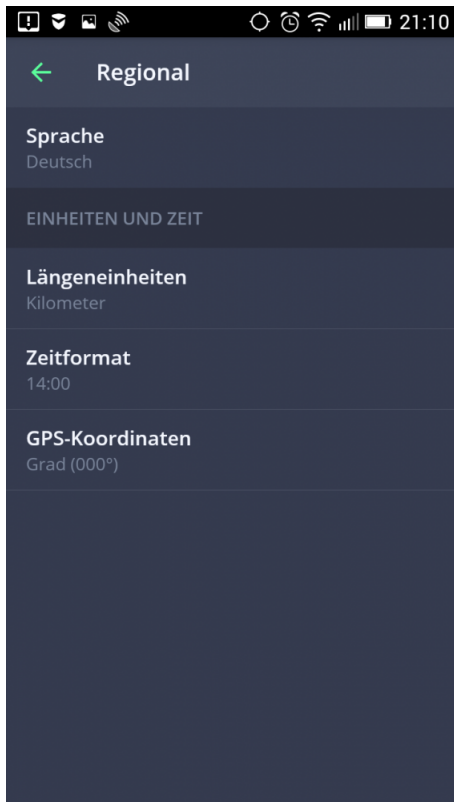 21:10
Regional
Sprache
Deutsch
EINHEITEN UND ZEIT
Längeneinheiten
Kilometer
Zeitformat
14:00
GPS-Koordinaten
Grad (000°)